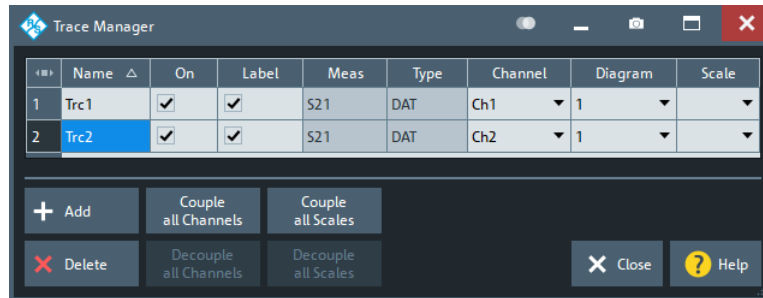 Trace Manager
Name On Label Meas Type Channel Diagram Scale
1 Trc1 S21 DAT Ch1 1
2 Trc2 S21 DAT Ch2 1
Add
Couple
all Channels
Couple
all Scales
Delete
Decouple
all Channels
Decouple
all Scales
Close
? Help